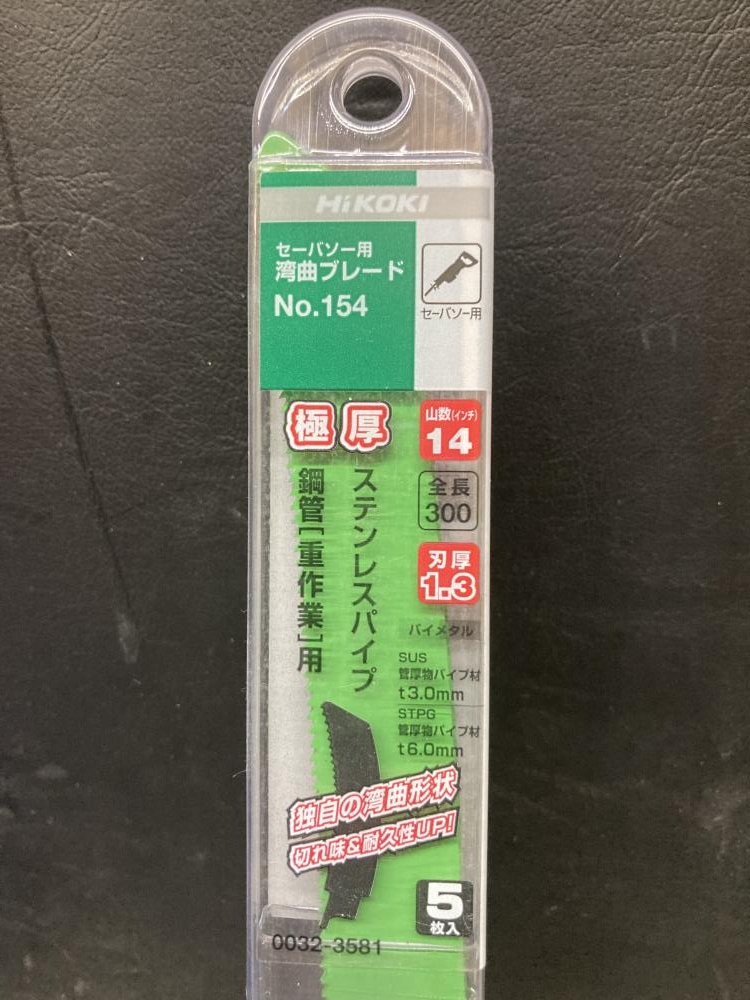 HiKOKI
セーバソー用
湾曲ブレード
No.154
セーバソー用
極厚
山数(インチ)
14
全長
300
刃厚
1.3
ステンレスパイプ
鋼管[重作業]用
バイメタル
SUS
管厚物パイプ材
t3.0mm
STPG
管厚物パイプ材
t6.0mm
独自の湾曲形状
切れ味&耐久性UP!
5
枚入
0032-3581